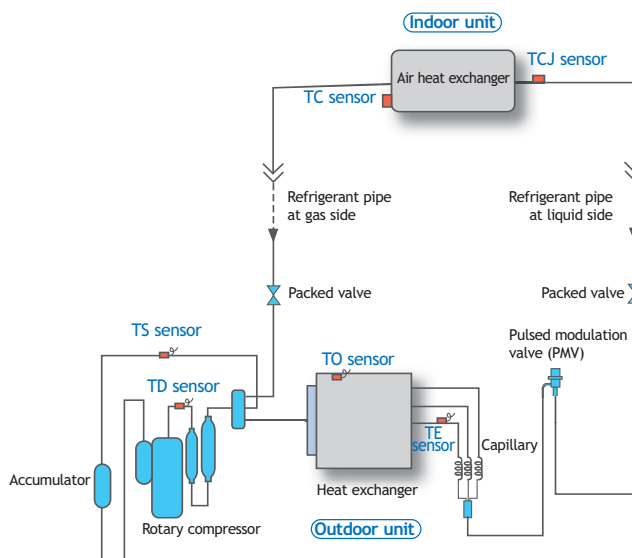 Indoor unit
TCJ sensor
Air heat exchanger
TC sensor
Refrigerant pipe
at gas side
Refrigerant pipe
at liquid side
Packed valve
Packed valve
TS sensor
Pulsed modulation
valve (PMV)
TO sensor
TD sensor
TE
sensor
Capillary
Accumulator
Heat exchanger
Rotary compressor
Outdoor unit